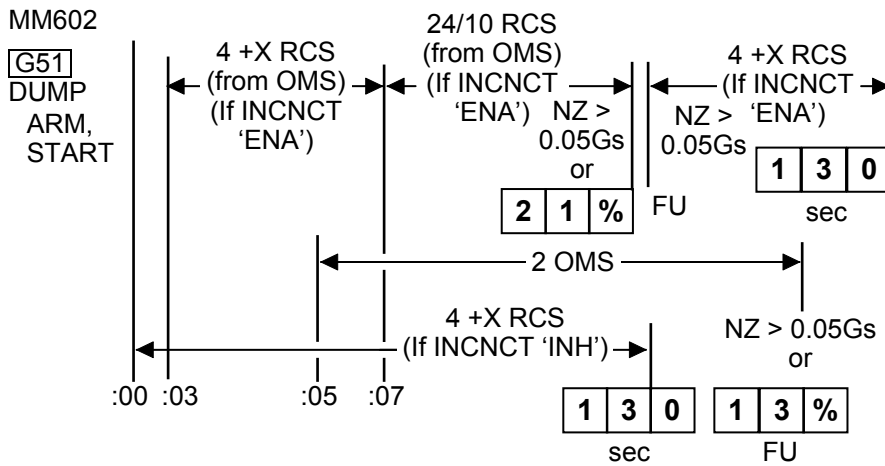 MM602
G51
DUMP
ARM,
START
4 +X RCS
(from OMS)
(If INCNCT
‘ENA’)
24/10 RCS
(from OMS)
(If INCNCT
‘ENA’)
NZ >
0.05Gs
or
2 1 %
FU
4 +X RCS
(If INCNCT
‘ENA’)
NZ >
0.05Gs
1 3 0
sec
2 OMS
4 +X RCS
(If INCNCT ‘INH’)
NZ > 0.05Gs
or
:00 :03 :05 :07
1 3 0
sec
1 3 %
FU